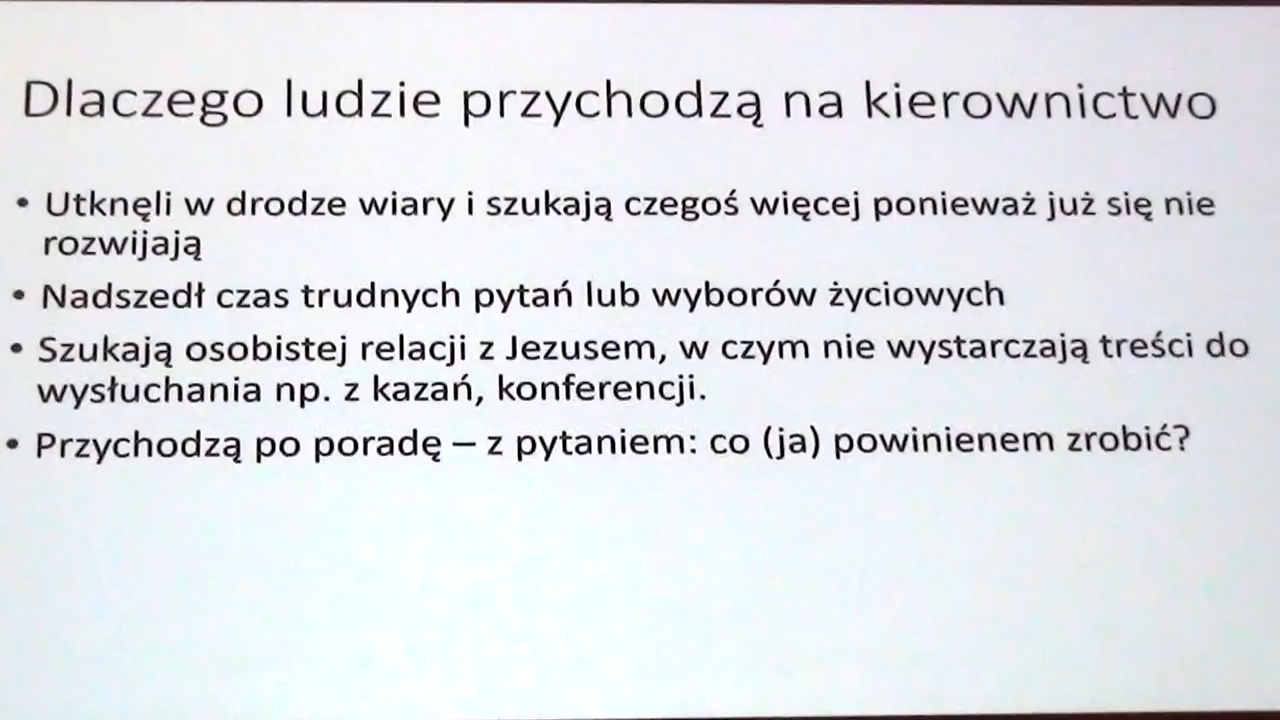 Dlaczego ludzie przychodzą na kierownictwo
• Utknęli w drodze wiary i szukają czegoś więcej ponieważ już się nie
rozwijają
• Nadszedł czas trudnych pytań lub wyborów życiowych
• Szukają osobistej relacji z Jezusem, w czym nie wystarczają treści do
wysłuchania np. z kazań, konferencji.
• Przychodzą po poradę – z pytaniem: co (ja) powinienem zrobić?